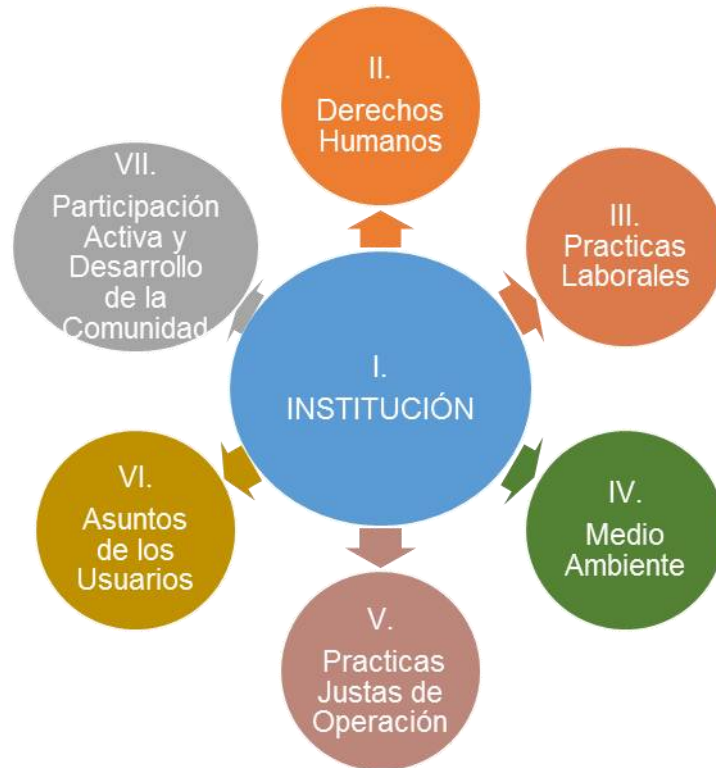 I.
INSTITUCIÓN
II.
Derechos
Humanos
III.
Practicas
Laborales
IV.
Medio
Ambiente
V.
Practicas
Justas de
Operación
VI.
Asuntos
de los
Usuarios
VII.
Participación
Activa y
Desarrollo
de la
Comunidad